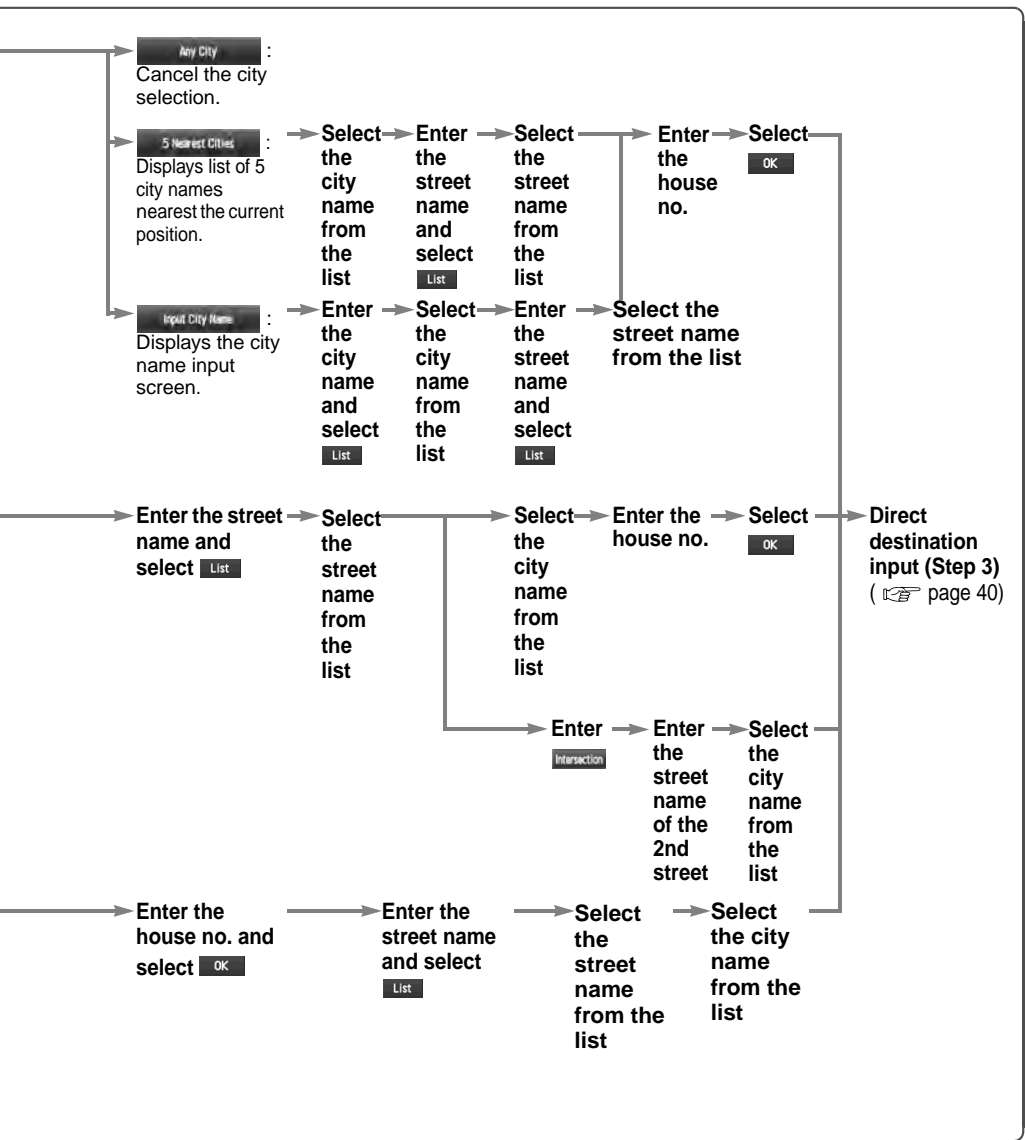 Any City :
Cancel the city
selection.
5 Nearest Cities :
Displays list of 5
city names
nearest the current
position.
Select
the
city
name
from
the
list
Enter
the
street
name
and
select
List
Select
the
street
name
from
the
list
Enter
the
house
no.
Select
OK
Input City Name :
Displays the city
name input
screen.
Enter
the
city
name
and
select
List
Select
the
city
name
from
the
list
Enter
the
street
name
and
select
List
Select the
street name
from the list
Enter the street
name and
select List
Select
the
street
name
from
the
list
Select
the
city
name
from
the
list
Enter the
house no.
Select
OK
Direct
destination
input (Step 3)
( ☞ page 40)
Enter
Intersection
Enter
the
street
name
of the
2nd
street
Select
the
city
name
from
the
list
Enter the
house no. and
select OK
Enter the
street name
and select
List
Select
the
street
name
from the
list
Select
the city
name
from the
list